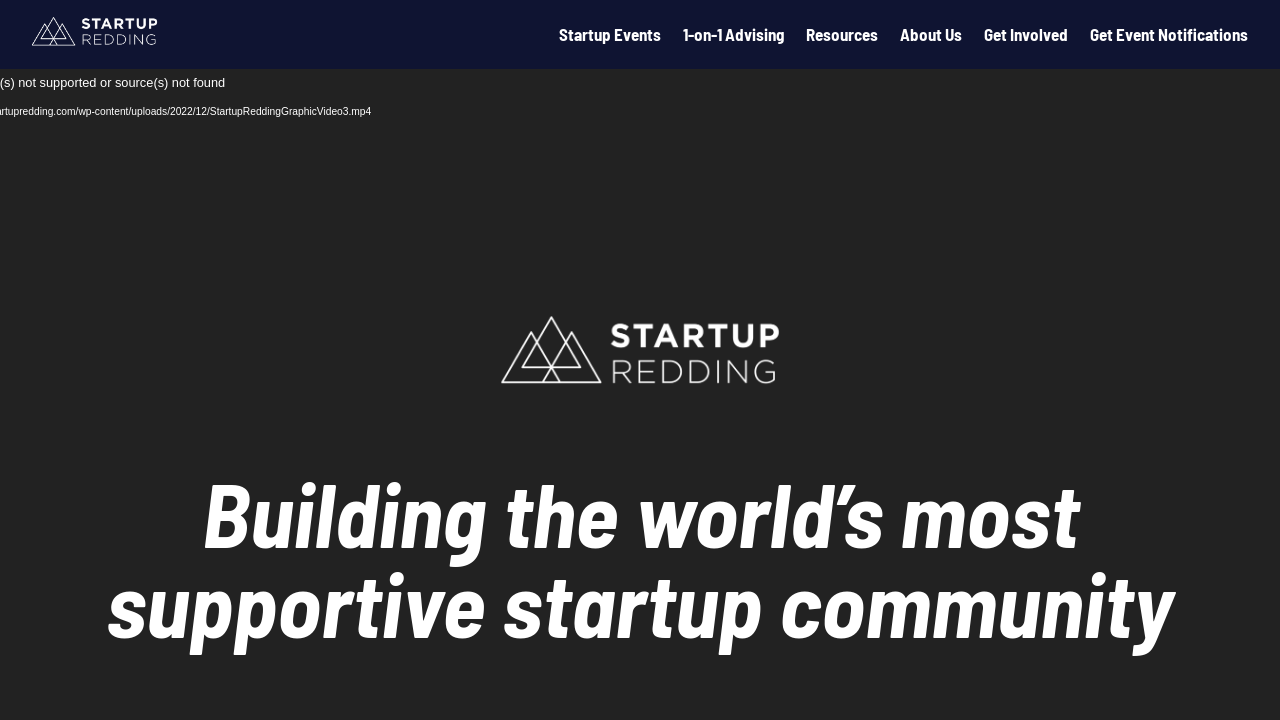 STARTUP
REDDING
Startup Events 1-on-1 Advising Resources About Us Get Involved Get Event Notifications
(s) not supported or source(s) not found
artupredding.com/wp-content/uploads/2022/12/StartupReddingGraphicVideo3.mp4
STARTUP
REDDING
Building the world’s most
supportive startup community